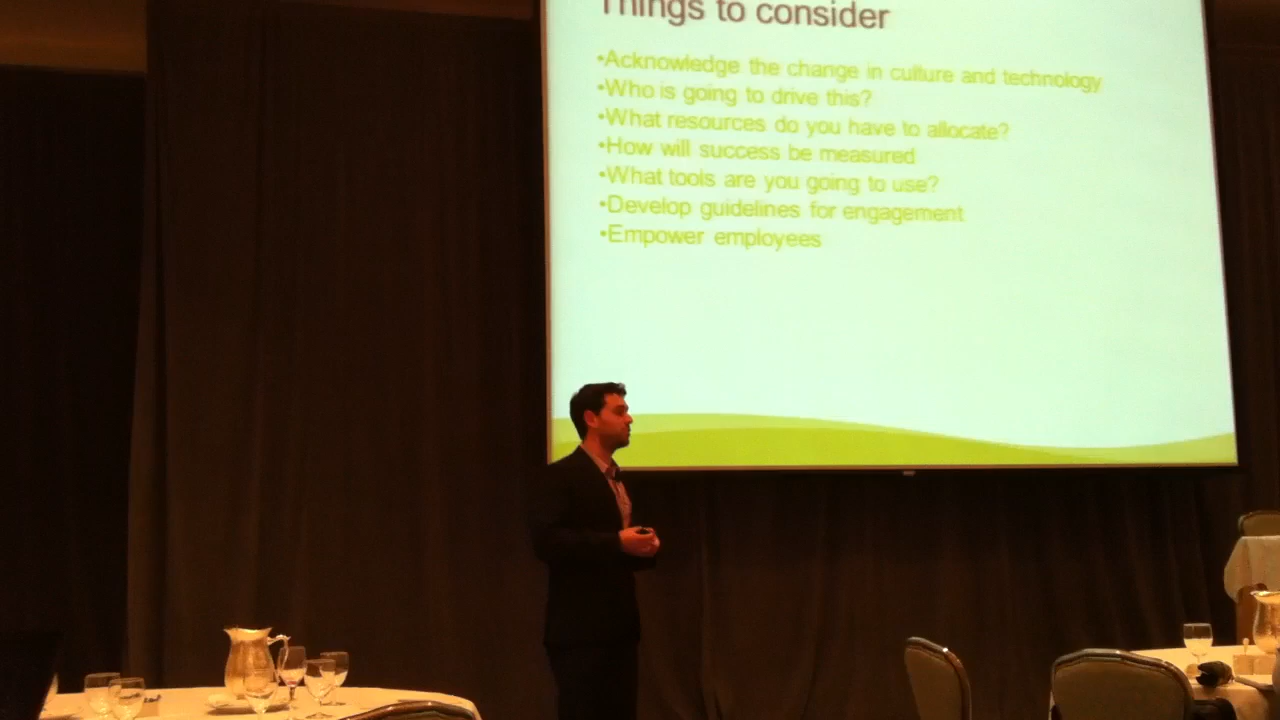 Things to consider
•Acknowledge the change in culture and technology
•Who is going to drive this?
•What resources do you have to allocate?
•How will success be measured
•What tools are you going to use?
•Develop guidelines for engagement
•Empower employees